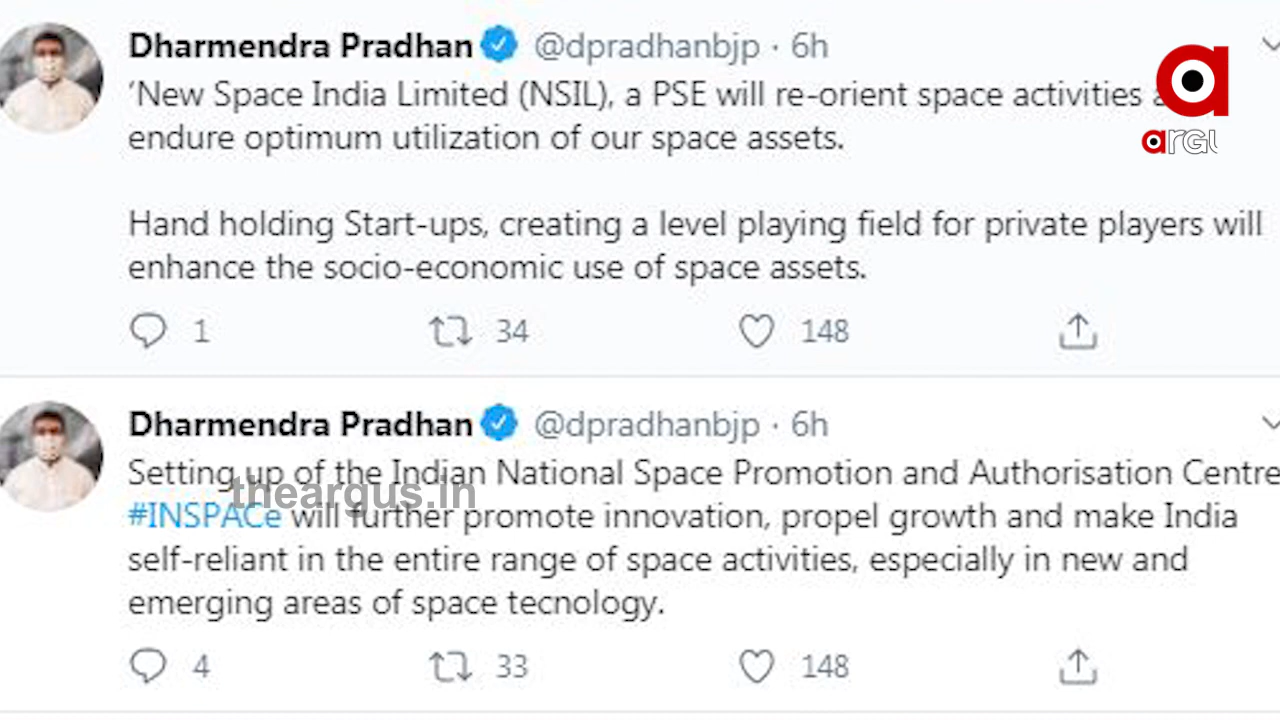 Dharmendra Pradhan @dpradhanbjp · 6h
‘New Space India Limited (NSIL), a PSE will re-orient space activities
endure optimum utilization of our space assets.
Hand holding Start-ups, creating a level playing field for private players will
enhance the socio-economic use of space assets.
1 34 148
Dharmendra Pradhan @dpradhanbjp · 6h
Setting up of the Indian National Space Promotion and Authorisation Centre
#INSPACe will further promote innovation, propel growth and make India
self-reliant in the entire range of space activities, especially in new and
emerging areas of space tecnology.
4 33 148
theargus.in
a